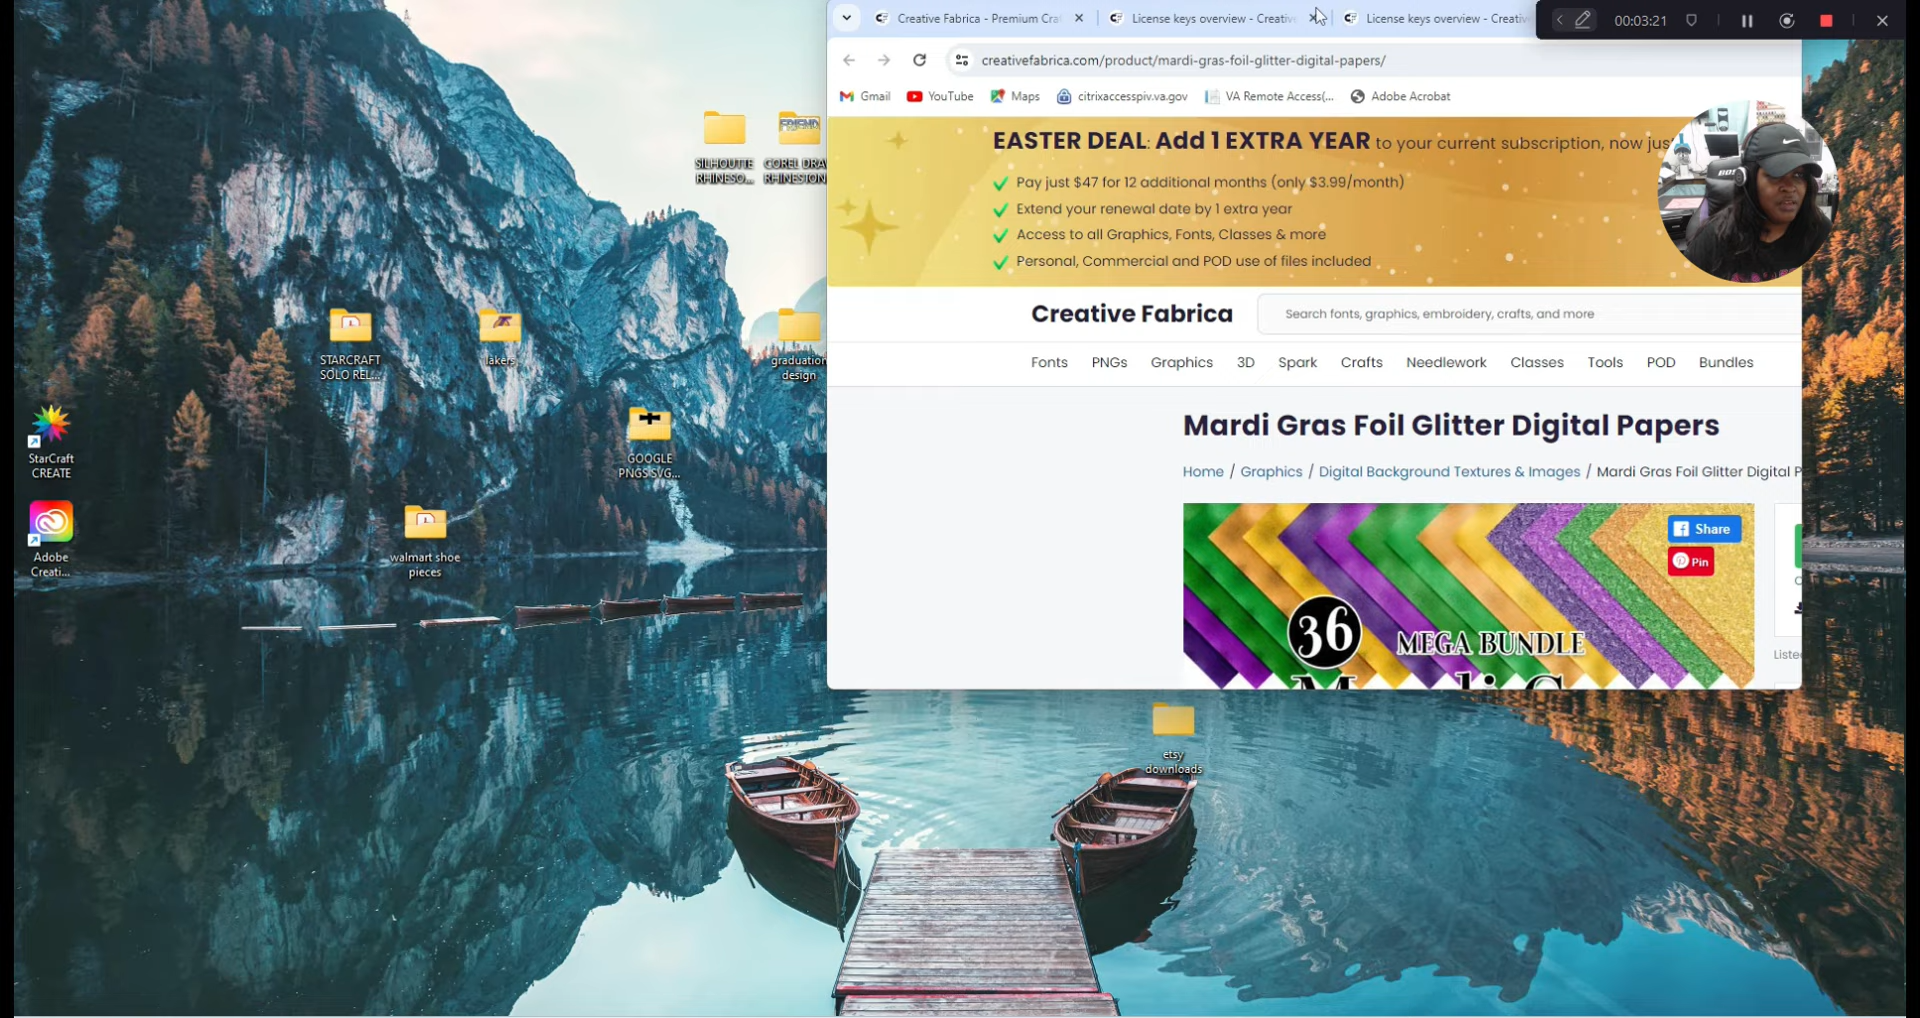 Creative Fabrica - Premium Cra
License keys overview - Creative
License keys overview - Creativ
00:03:21
creativefabrica.com/product/mardi-gras-foil-glitter-digital-papers/
Gmail
YouTube
Maps
citrixaccesspiv.va.gov
VA Remote Access(...
Adobe Acrobat
EASTER DEAL: Add 1 EXTRA YEAR to your current subscription, now jus
Pay just $47 for 12 additional months (only $3.99/month)
Extend your renewal date by 1 extra year
Access to all Graphics, Fonts, Classes & more
Personal, Commercial and POD use of files included
Creative Fabrica
Search fonts, graphics, embroidery, crafts, and more
Fonts PNGs Graphics 3D Spark Crafts Needlework Classes Tools POD Bundles
Mardi Gras Foil Glitter Digital Papers
Home / Graphics / Digital Background Textures & Images / Mardi Gras Foil Glitter Digital P
Share
Pin
36
MEGA BUNDLE
Liste
SILHOUTTE
RHINESO...
COREL DRA
RHINESTON
STARCRAFT
SOLO REL...
lakers
graduation
design
GOOGLE
PNGS SVG...
StarCraft
CREATE
Adobe
Creati...
walmart shoe
pieces
etsy
downloads